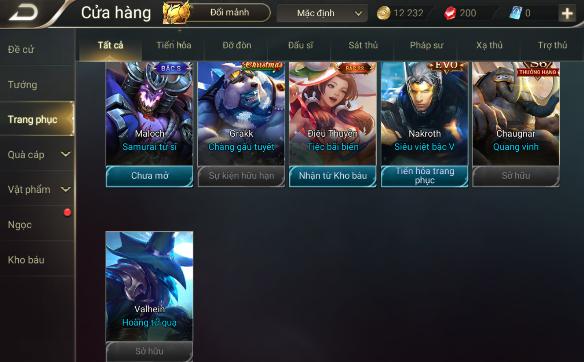 Cửa hàng
Đổi mảnh
Mặc định
12 232
200
0
Đề cử
Tướng
Trang phục
Quà cáp
Vật phẩm
Ngọc
Kho báu
Tất cả
Tiến hóa
Đỡ đòn
Đấu sĩ
Sát thủ
Pháp sư
Xạ thủ
Trợ thủ
BẬC S
Maloch
Samurai tử sĩ
Chưa mở
Christmas
Grakk
Chàng gấu tuyết
Sự kiện hữu hạn
Điêu Thuyền
Tiệc bãi biển
Nhận từ Kho báu
EVO
Nakroth
Siêu việt bậc V
Tiến hóa trang
phục
S6
THƯỞNG HẠNG
Chaugnar
Quang vinh
Sở hữu
Valhein
Hoàng tử quạ
Sở hữu